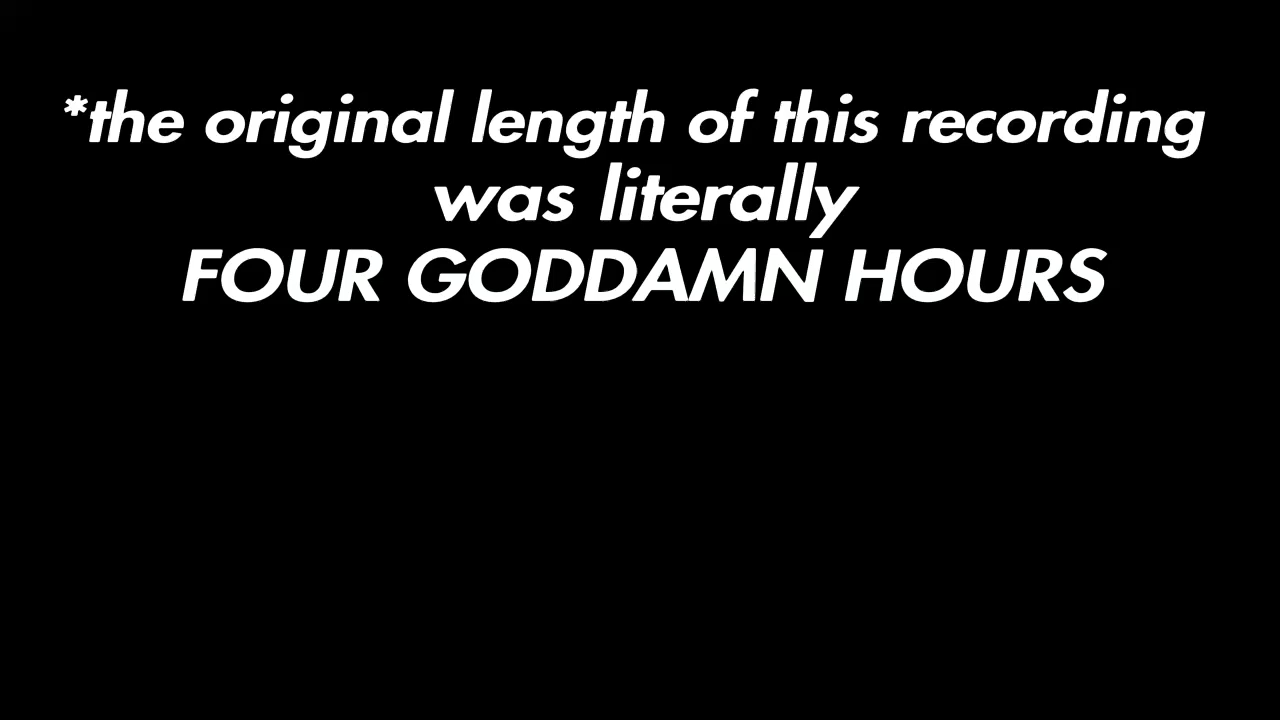 *the original length of this recording
was literally
FOUR GODDAMN HOURS